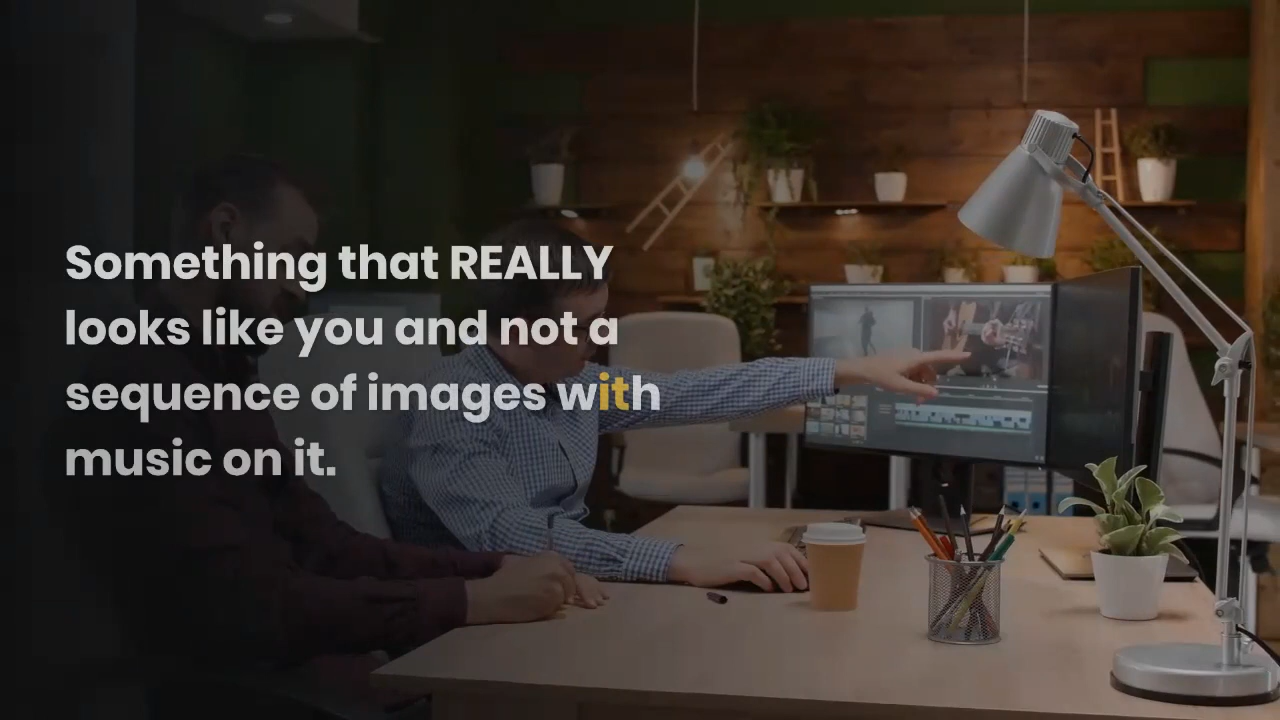 Something that REALLY
looks like you and not a
sequence of images with
music on it.